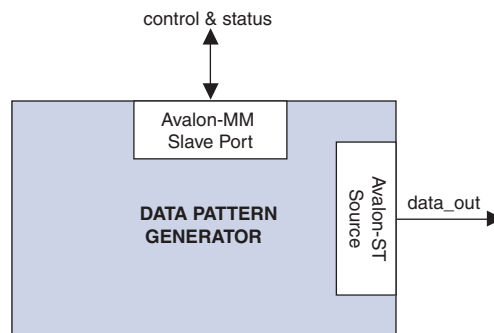 control & status
Avalon-MM
Slave Port
Avalon-ST
Source
data_out
DATA PATTERN
GENERATOR